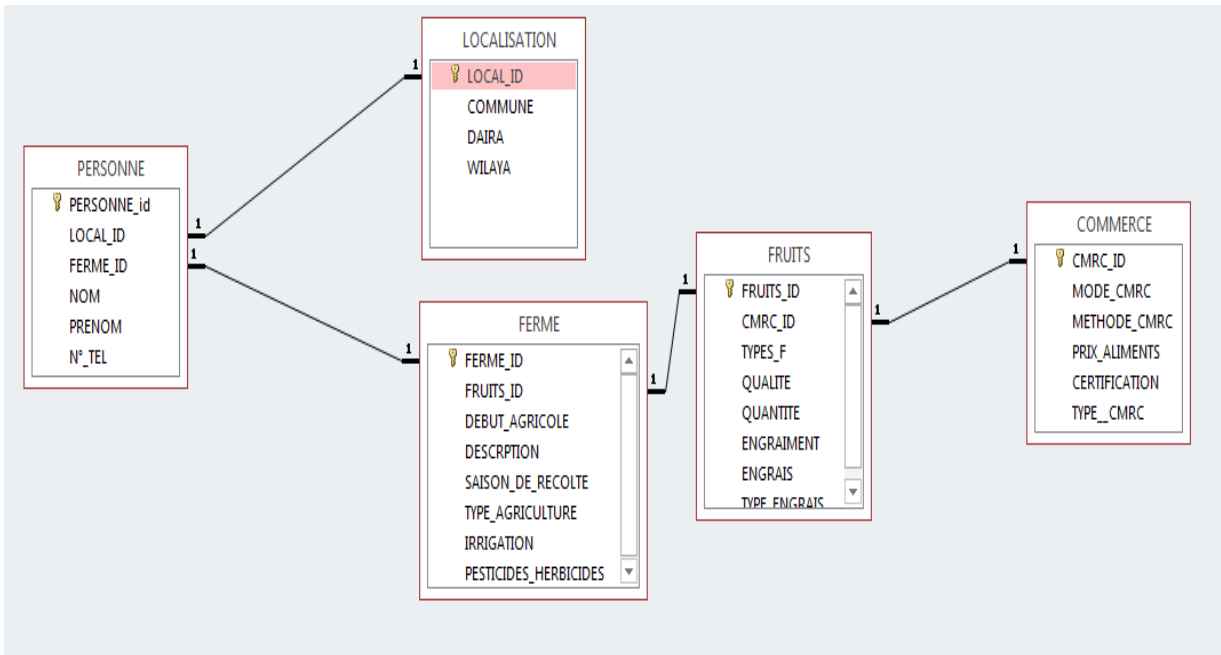 LOCALISATION
LOCAL_ID
COMMUNE
DAIRA
WILAYA
1
PERSONNE
PERSONNE_id
LOCAL_ID
FERME_ID
NOM
PRENOM
N°_TEL
1
1
FERME
FERME_ID
FRUITS_ID
DEBUT_AGRICOLE
DESCRPTION
SAISON_DE_RECOLTE
TYPE_AGRICULTURE
IRRIGATION
PESTICIDES_HERBICIDES
1
1
FRUITS
FRUITS_ID
CMRC_ID
TYPES_F
QUALITE
QUANTITE
ENGRAIMENT
ENGRAIS
TYPE_ENGRAIS
1
1
COMMERCE
CMRC_ID
MODE_CMRC
METHODE_CMRC
PRIX_ALIMENTS
CERTIFICATION
TYPE__CMRC
1